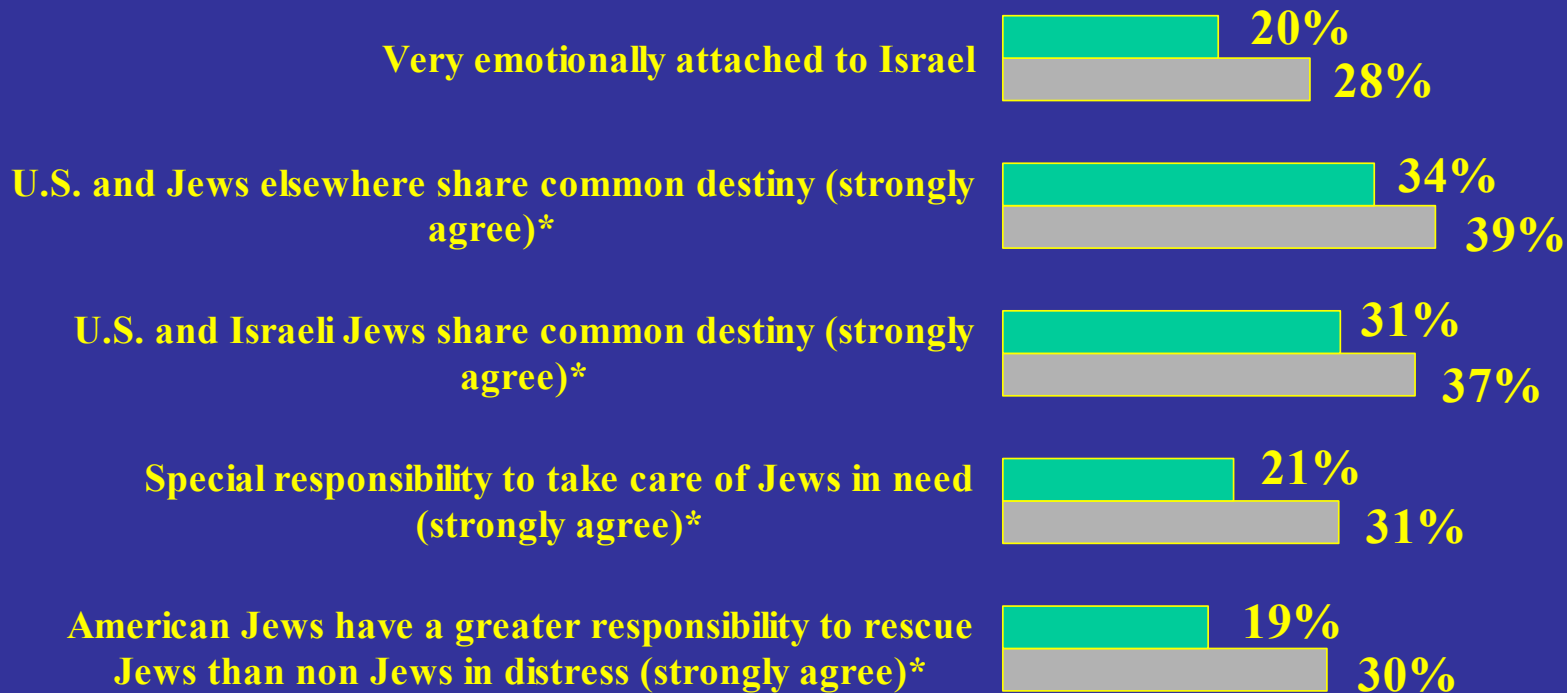 20%
Very emotionally attached to Israel
28%
U.S. and Jews elsewhere share common destiny (strongly
agree)*
34%
39%
U.S. and Israeli Jews share common destiny (strongly
agree)*
31%
37%
Special responsibility to take care of Jews in need
(strongly agree)*
21%
31%
American Jews have a greater responsibility to rescue
Jews than non Jews in distress (strongly agree)*
19%
30%